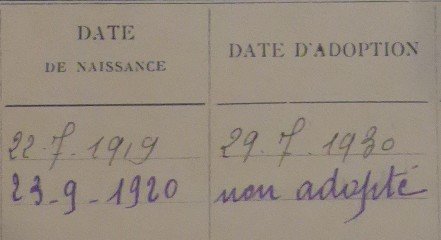 DATE
DE NAISSANCE
DATE D'ADOPTION
22.7.1919
29.7.1930
23-9-1920
non adopté